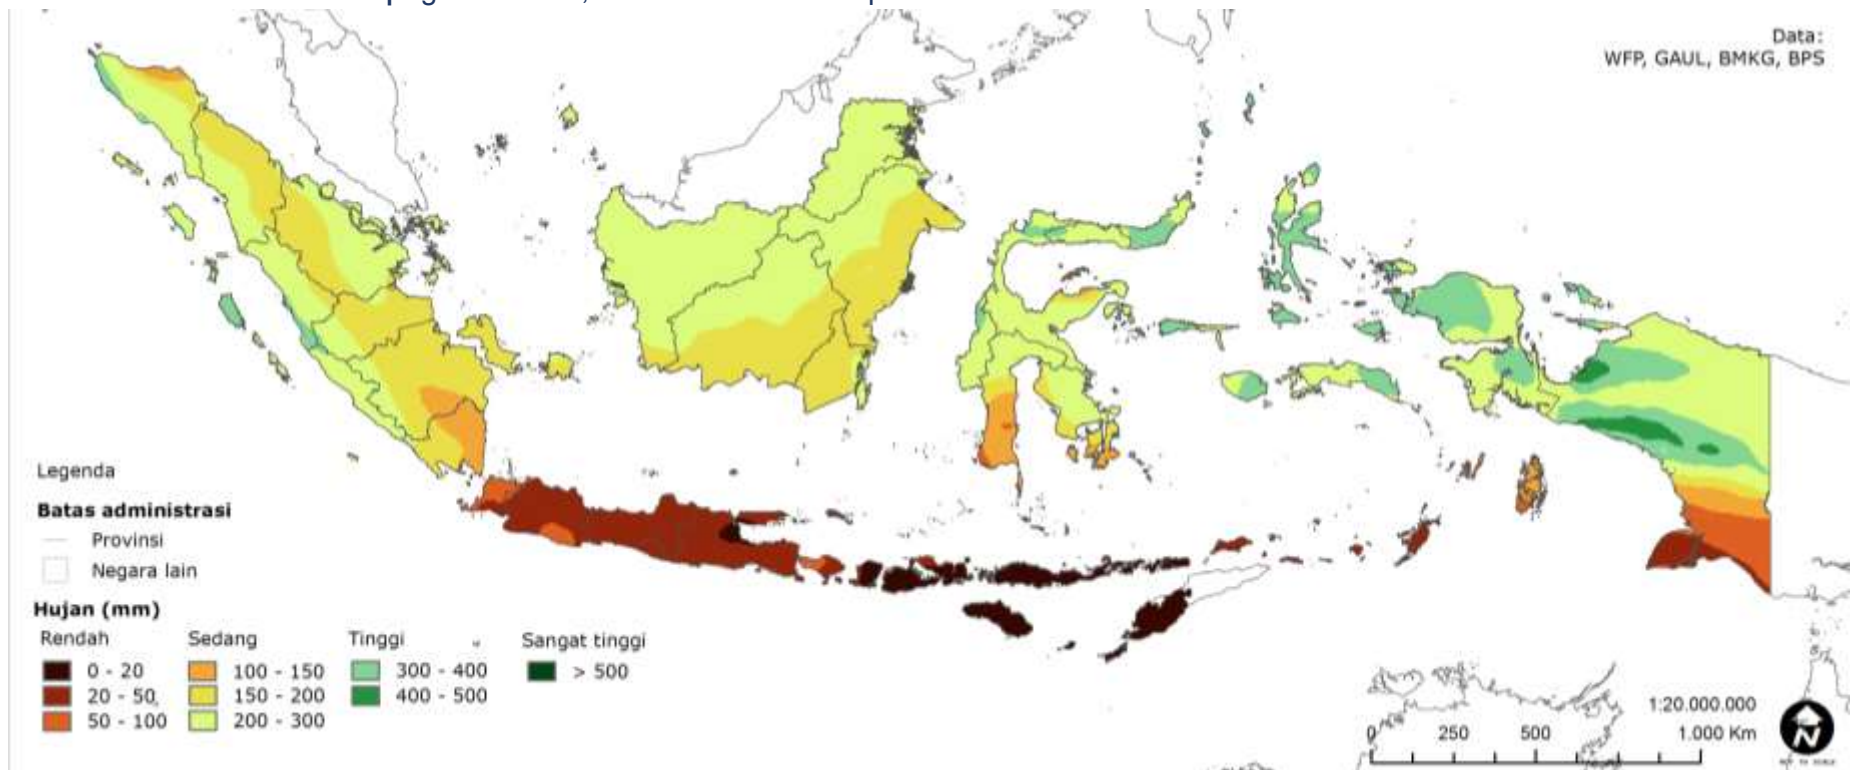 Data:
WFP, GAUL, BMKG, BPS
Legenda
Batas administrasi
Provinsi
Negara lain
Hujan (mm)
Rendah Sedang Tinggi Sangat tinggi
0 - 20 100 - 150 300 - 400 > 500
20 - 50 150 - 200 400 - 500
50 - 100 200 - 300
1:20.000.000
0 250 500 1.000 Km
N